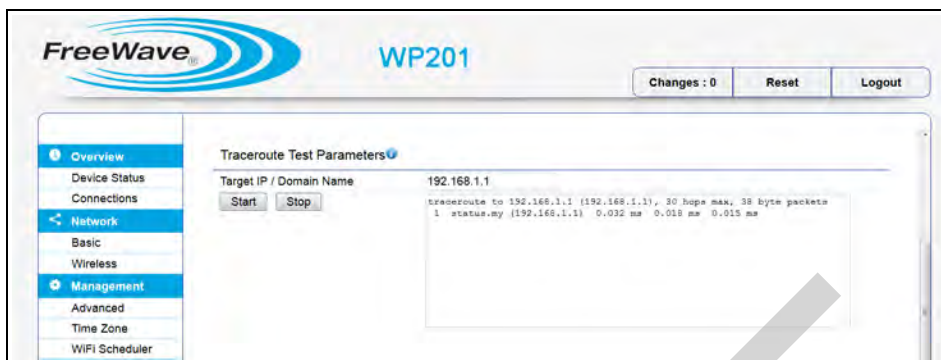 FreeWave®
WP201
Changes : 0 Reset Logout
Overview
Device Status
Connections
Network
Basic
Wireless
Management
Advanced
Time Zone
WiFi Scheduler
Traceroute Test Parameters
Target IP / Domain Name 192.168.1.1
Start Stop
traceroute to 192.168.1.1 (192.168.1.1), 30 hops max, 38 byte packets
1 status.my (192.168.1.1) 0.032 ms 0.018 ms 0.015 ms